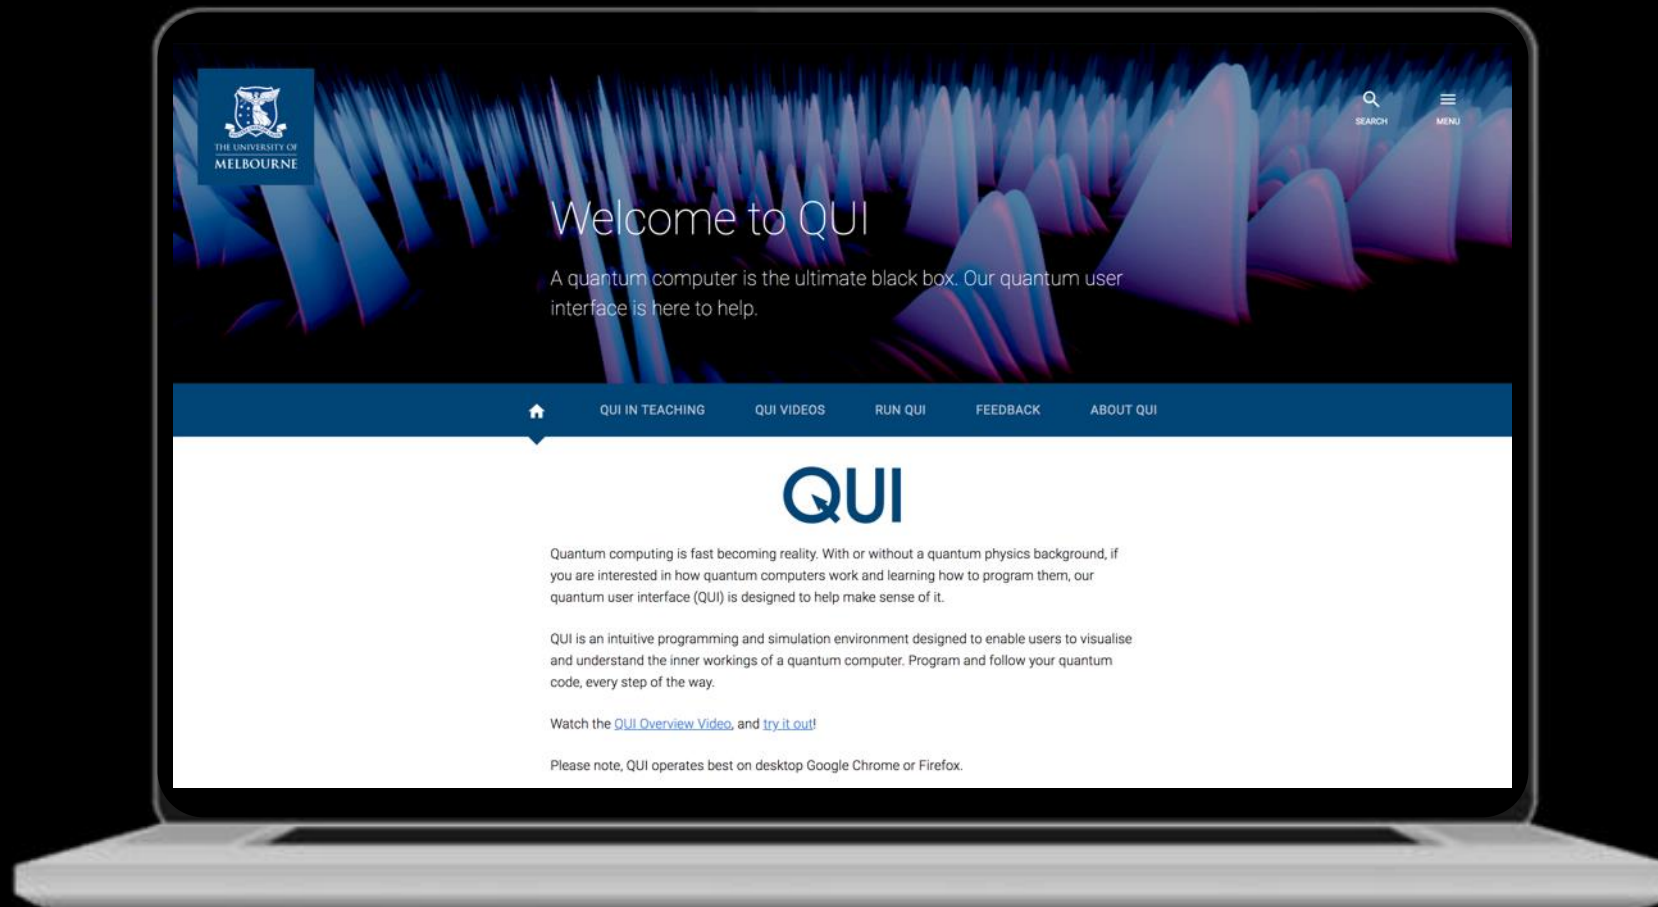 THE UNIVERSITY OF
MELBOURNE
SEARCH
MENU
Welcome to QUI
A quantum computer is the ultimate black box. Our quantum user
interface is here to help.
QUI IN TEACHING
QUI VIDEOS
RUN QUI
FEEDBACK
ABOUT QUI
QUI
Quantum computing is fast becoming reality. With or without a quantum physics background, if
you are interested in how quantum computers work and learning how to program them, our
quantum user interface (QUI) is designed to help make sense of it.
QUI is an intuitive programming and simulation environment designed to enable users to visualise
and understand the inner workings of a quantum computer. Program and follow your quantum
code, every step of the way.
Watch the QUI Overview Video, and try it out!
Please note, QUI operates best on desktop Google Chrome or Firefox.